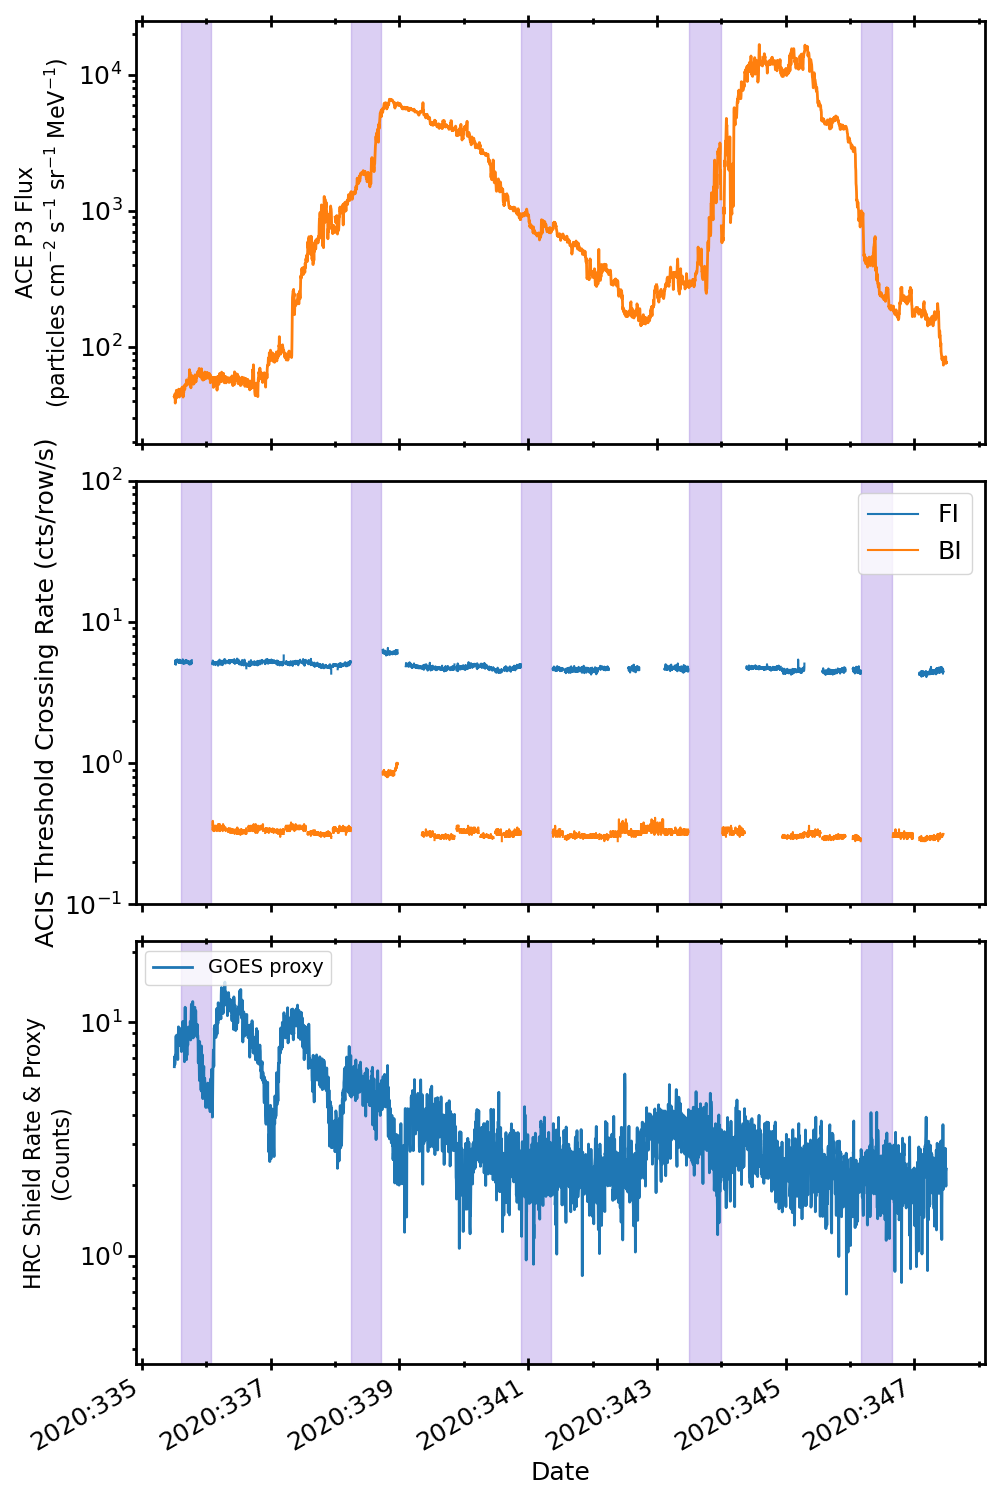 ACE P3 Flux
(particles cm⁻² s⁻¹ sr⁻¹ MeV⁻¹)
10⁴
10³
10²
ACIS Threshold Crossing Rate (cts/row/s)
10²
10¹
10⁰
10⁻¹
FI
BI
HRC Shield Rate & Proxy
(Counts)
10¹
10⁰
GOES proxy
2020:335
2020:337
2020:339
2020:341
2020:343
2020:345
2020:347
Date